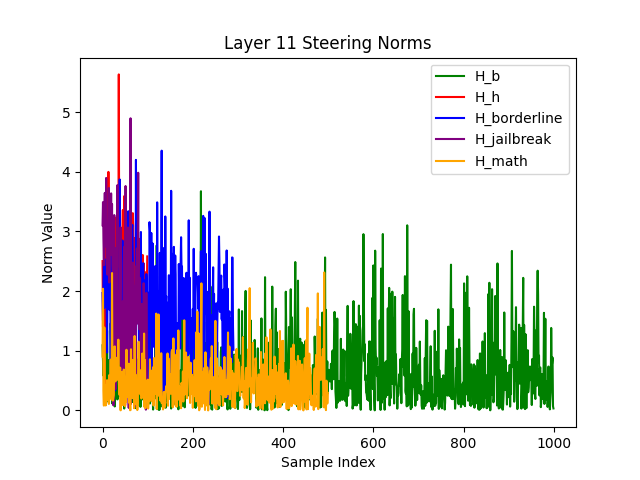 Layer 11 Steering Norms
H_b
H_h
H_borderline
H_jailbreak
H_math
Norm Value
5
4
3
2
1
0
0 200 400 600 800 1000
Sample Index